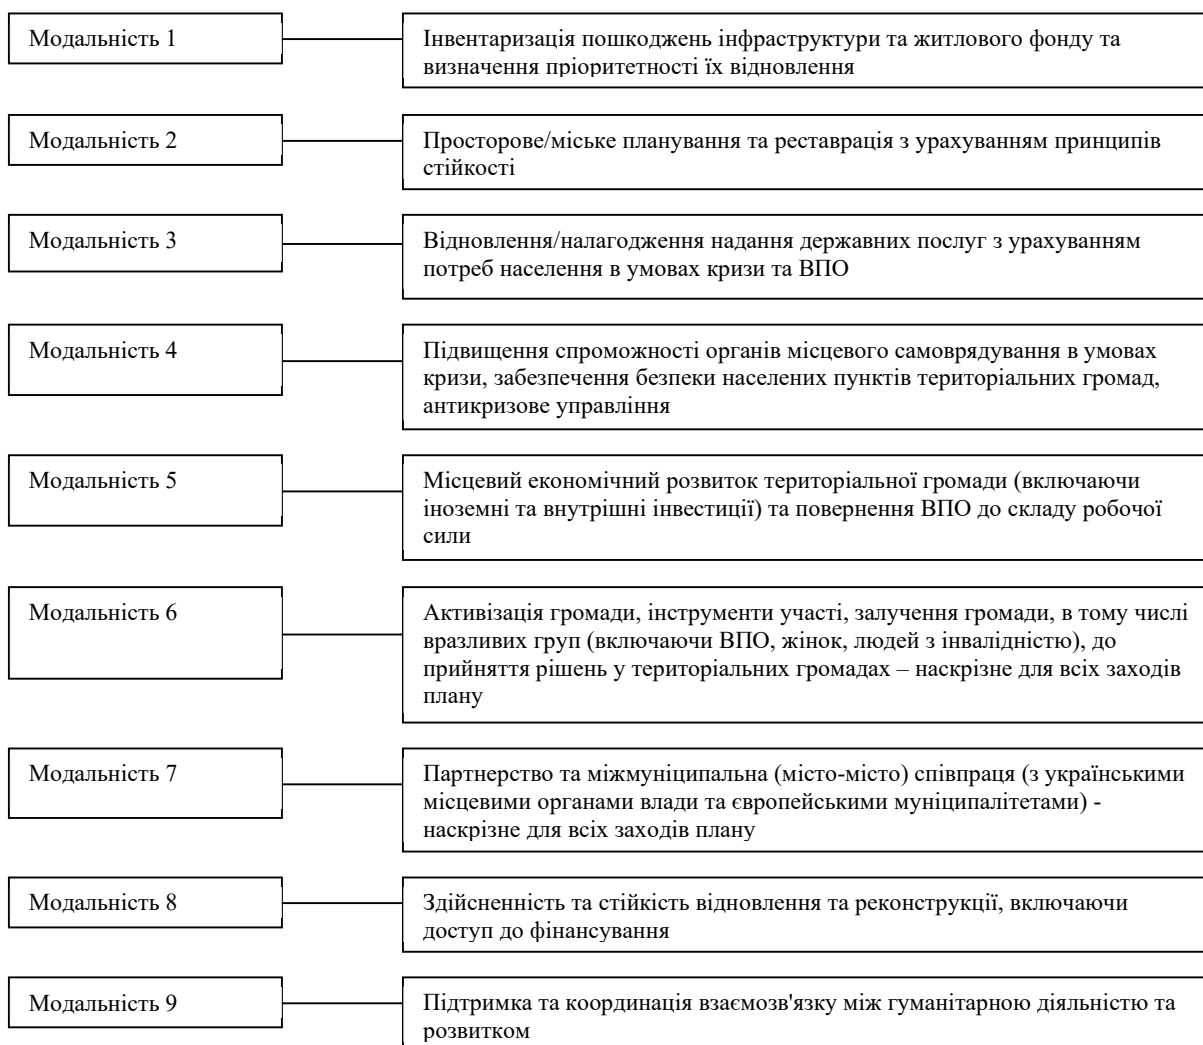 Модальність 1
Інвентаризація пошкоджень інфраструктури та житлового фонду та
визначення пріоритетності їх відновлення
Модальність 2
Просторове/міське планування та реставрація з урахуванням принципів
стійкості
Модальність 3
Відновлення/налагодження надання державних послуг з урахуванням
потреб населення в умовах кризи та ВПО
Модальність 4
Підвищення спроможності органів місцевого самоврядування в умовах
кризи, забезпечення безпеки населених пунктів територіальних громад,
антикризове управління
Модальність 5
Місцевий економічний розвиток територіальної громади (включаючи
іноземні та внутрішні інвестиції) та повернення ВПО до складу робочої
сили
Модальність 6
Активізація громади, інструменти участі, залучення громади, в тому числі
вразливих груп (включаючи ВПО, жінок, людей з інвалідністю), до
прийняття рішень у територіальних громадах – наскрізне для всіх заходів
плану
Модальність 7
Партнерство та міжмуніципальна (місто-місто) співпраця (з українськими
місцевими органами влади та європейськими муніципалітетами) -
наскрізне для всіх заходів плану
Модальність 8
Здійсненність та стійкість відновлення та реконструкції, включаючи
доступ до фінансування
Модальність 9
Підтримка та координація взаємозв'язку між гуманітарною діяльністю та
розвитком